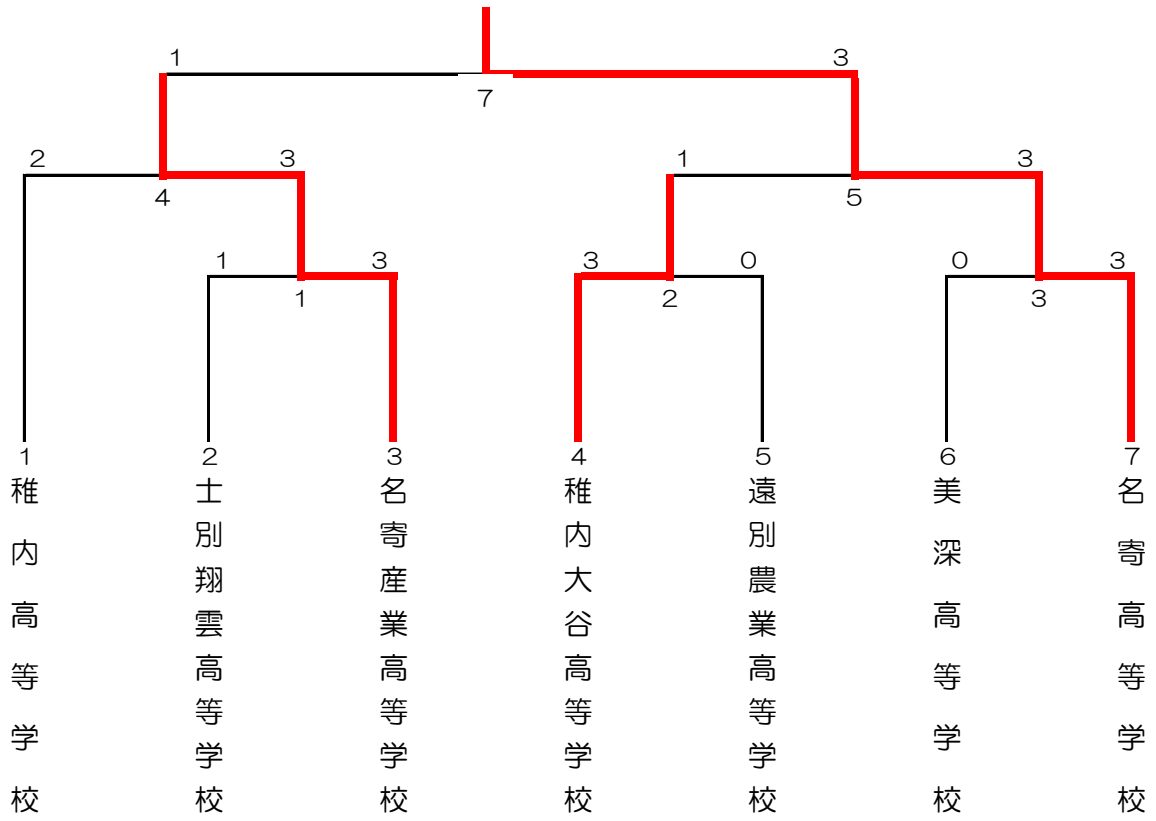 １ ３
７
２ ３ １ ３
４ ５
１ ３ ３ ０ ０ ３
１ ２ ３
１ ２ ３ ４ ５ ６ ７
稚内高等学校
士別翔雲高等学校
名寄産業高等学校
稚内大谷高等学校
遠別農業高等学校
美深高等学校
名寄高等学校